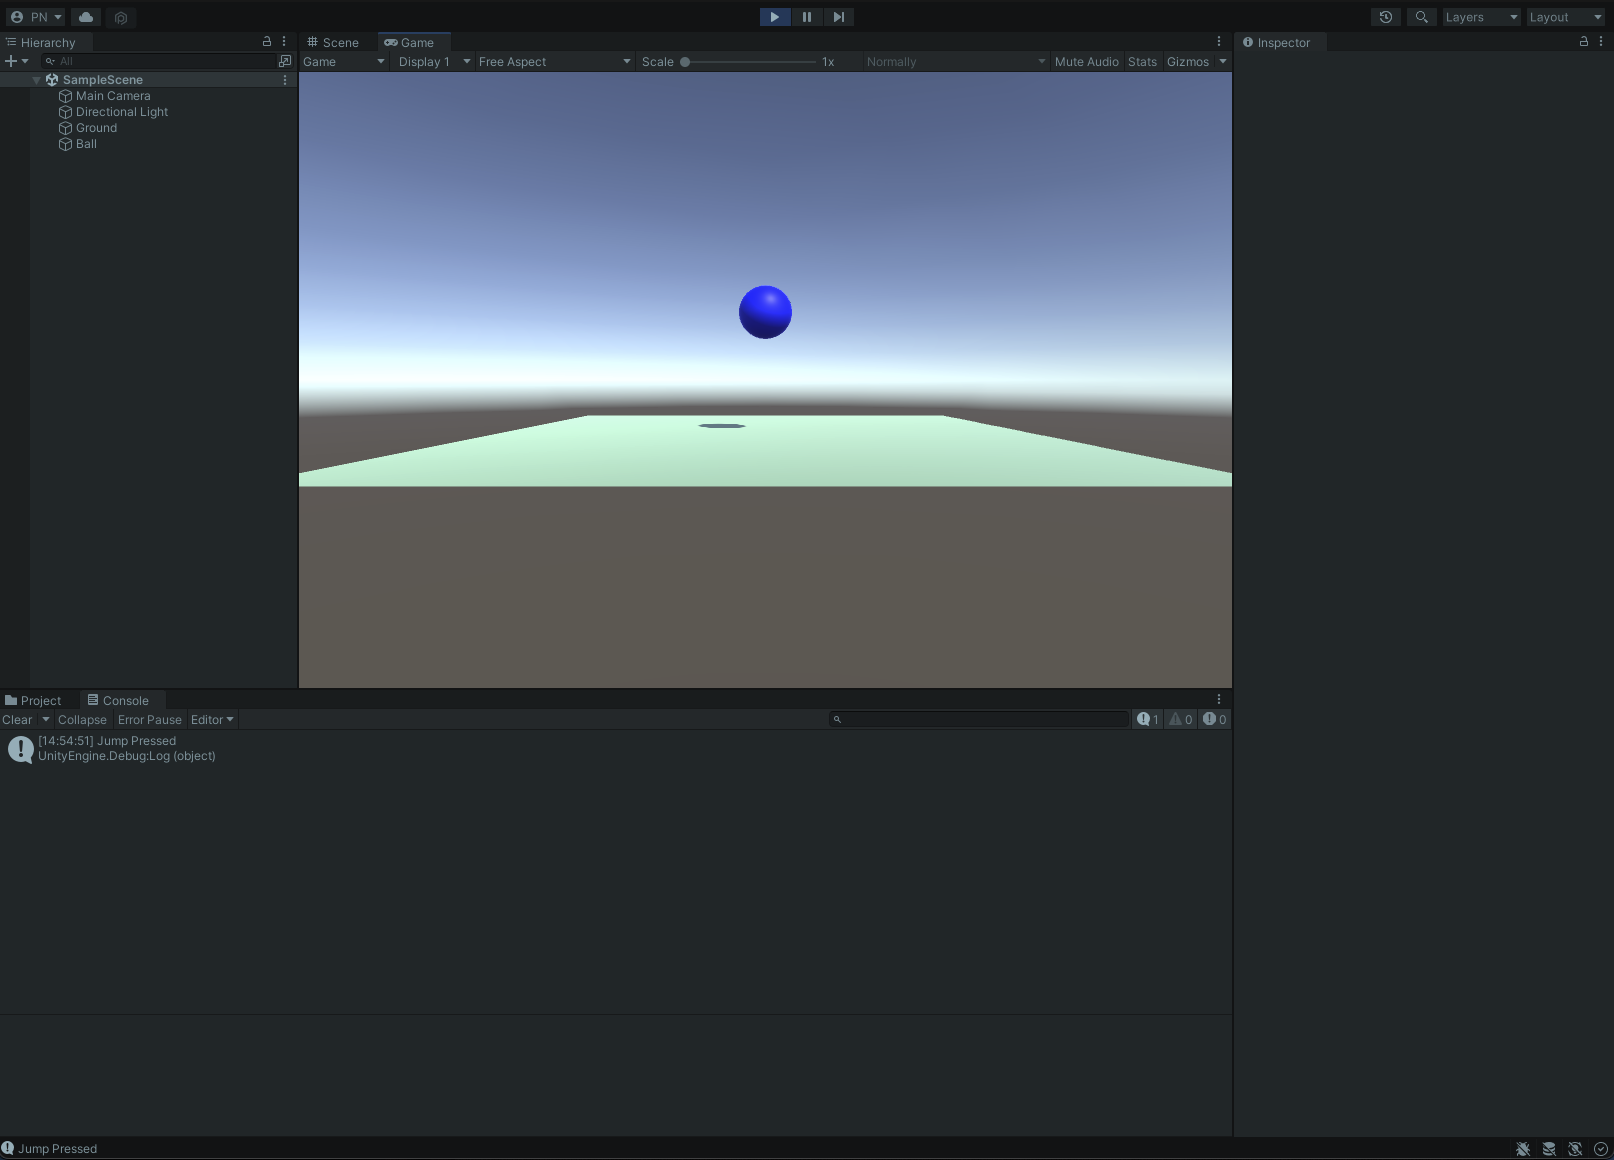 PN
Layers
Layout
Hierarchy
All
SampleScene
Main Camera
Directional Light
Ground
Ball
Scene
Game
Game
Display 1
Free Aspect
Scale
1x
Normally
Mute Audio
Stats
Gizmos
Inspector
Project
Console
Clear
Collapse
Error Pause
Editor
1
0
0
[14:54:51] Jump Pressed
UnityEngine.Debug:Log (object)
Jump Pressed